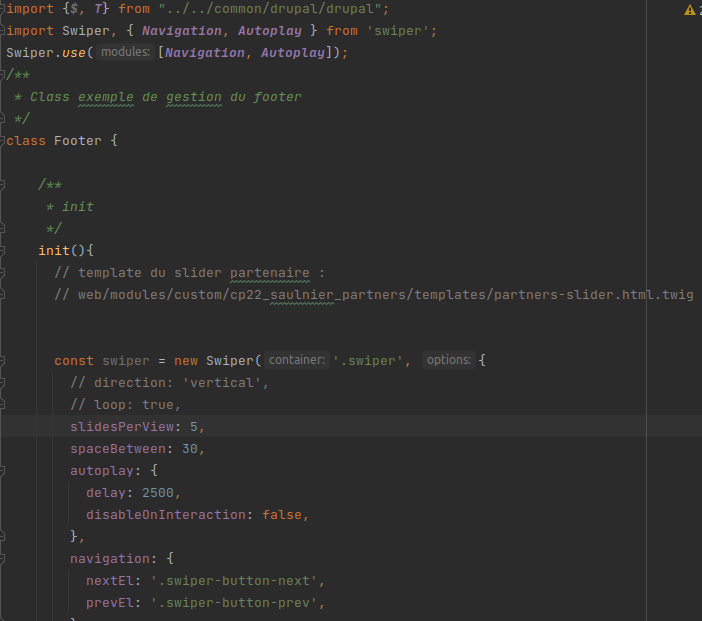 import {$, T} from "../../common/drupal/drupal";
import Swiper, { Navigation, Autoplay } from 'swiper';
Swiper.use( modules: [Navigation, Autoplay]);
/**
 * Class exemple de gestion du footer
 */
class Footer {
    /**
     * init
     */
    init(){
      // template du slider partenaire :
      // web/modules/custom/cp22_saulnier_partners/templates/partners-slider.html.twig
      const swiper = new Swiper( container: '.swiper', options: {
        // direction: 'vertical',
        // loop: true,
        slidesPerView: 5,
        spaceBetween: 30,
        autoplay: {
          delay: 2500,
          disableOnInteraction: false,
        },
        navigation: {
          nextEl: '.swiper-button-next',
          prevEl: '.swiper-button-prev',